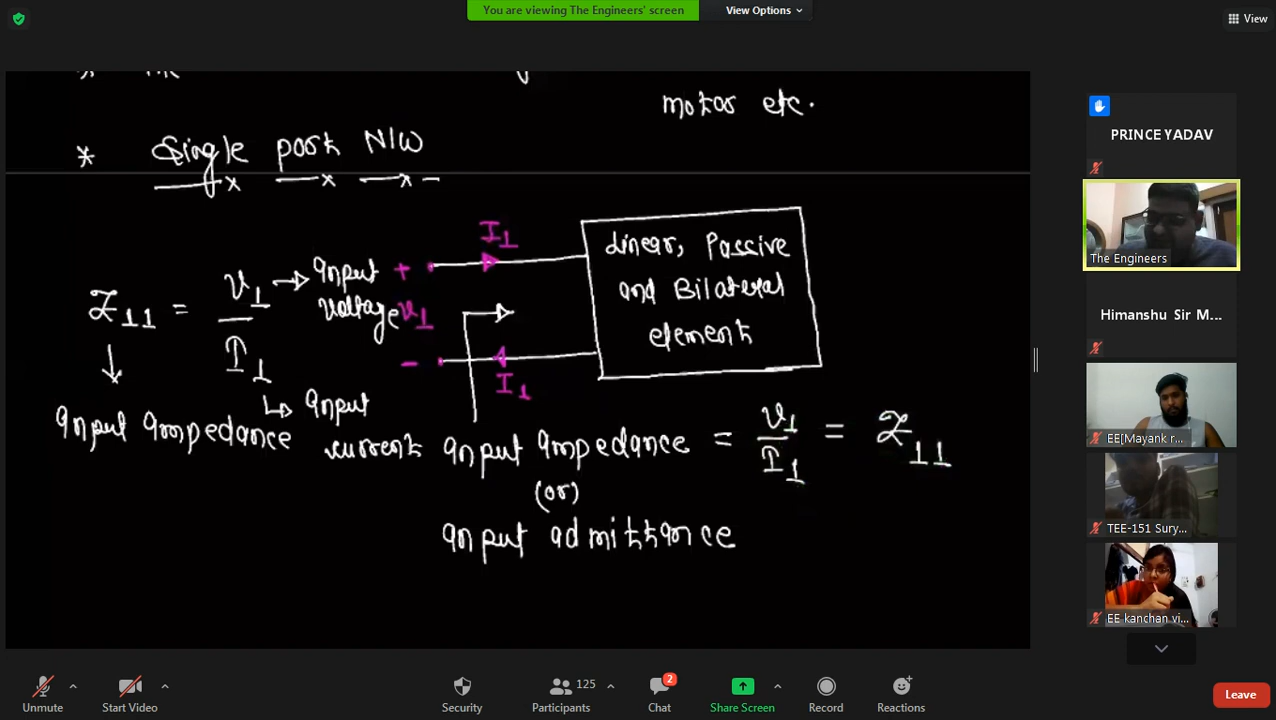 You are viewing The Engineers' screen
View Options
View
motor etc.
* Single port N/W
I1
Linear, Passive
and Bilateral
element
Z11 = V1 / I1
Input
voltage
+
V1
-
I1
Input Impedance
Input
current
Input Impedance = V1 / I1 = Z11
(or)
Input admittance
PRINCE YADAV
The Engineers
Himanshu Sir M...
EE[Mayank r...
TEE-151 Sury...
EE kanchan vi...
Unmute
Start Video
Security
Participants
125
Chat
2
Share Screen
Record
Reactions
Leave